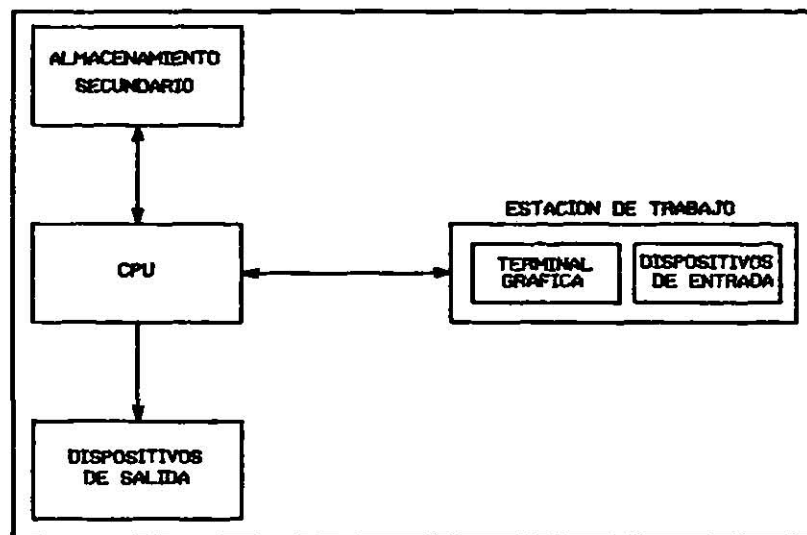 ALMACENAMIENTO
SECUNDARIO
CPU
ESTACION DE TRABAJO
TERMINAL
GRAFICA
DISPOSITIVOS
DE ENTRADA
DISPOSITIVOS
DE SALIDA